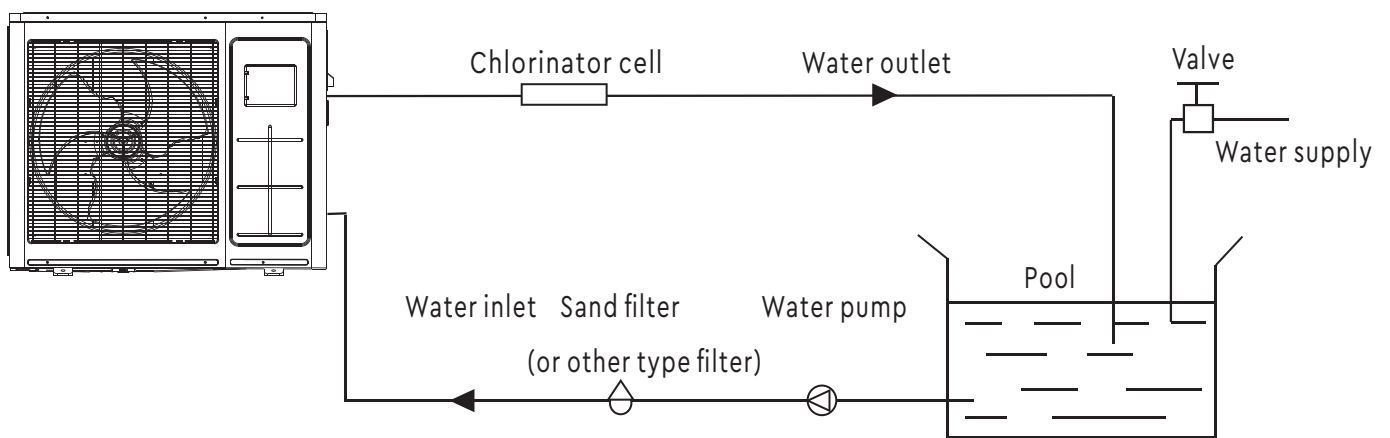 Chlorinator cell
Water outlet
Valve
Water supply
Pool
Water inlet
Sand filter
(or other type filter)
Water pump